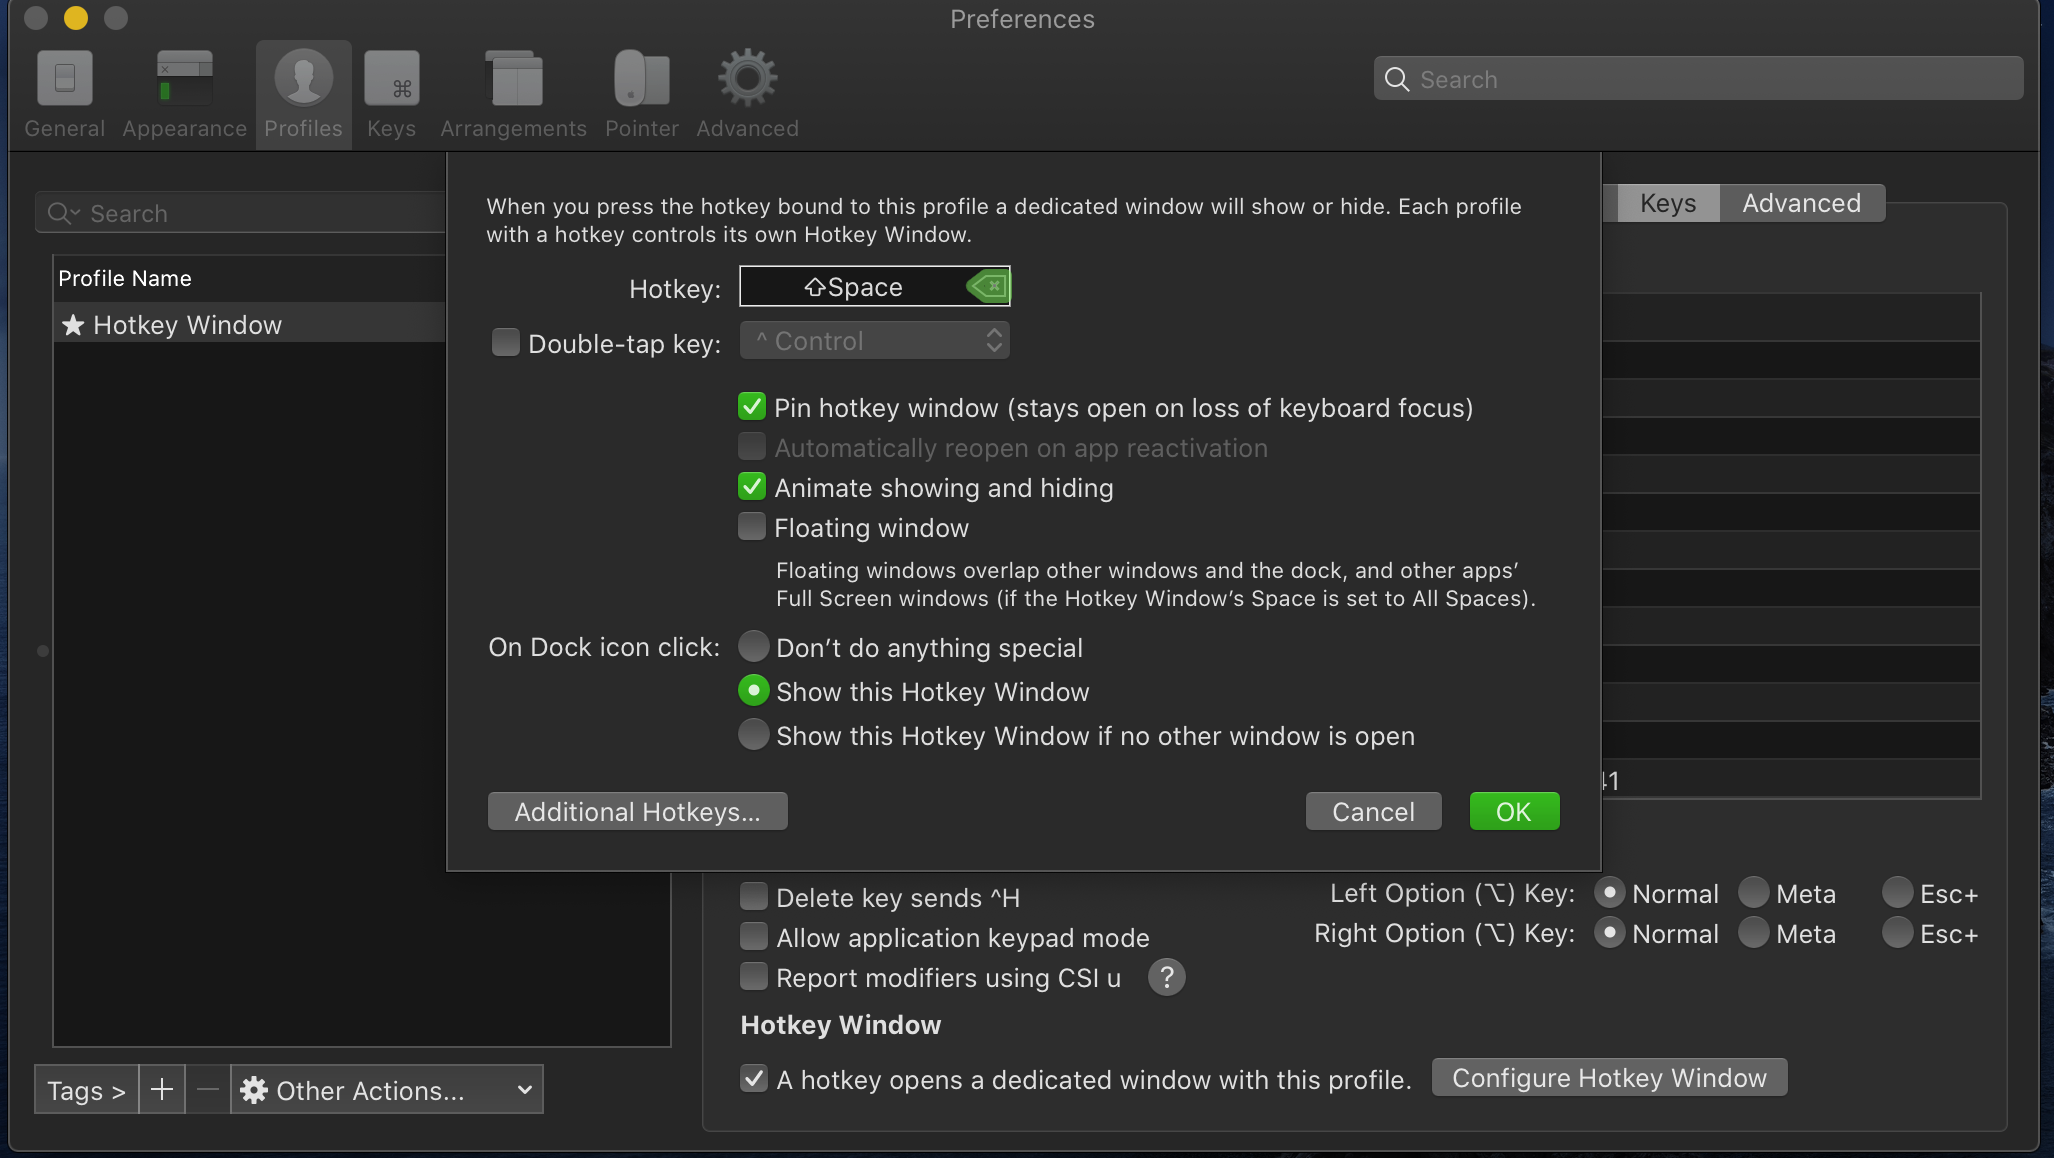 Preferences
General
Appearance
Profiles
Keys
Arrangements
Pointer
Advanced
Search
Search
Profile Name
★ Hotkey Window
Tags >
+
−
Other Actions...
Keys
Advanced
When you press the hotkey bound to this profile a dedicated window will show or hide. Each profile
with a hotkey controls its own Hotkey Window.
Hotkey: ⇧Space
Double-tap key: ^ Control
Pin hotkey window (stays open on loss of keyboard focus)
Automatically reopen on app reactivation
Animate showing and hiding
Floating window
Floating windows overlap other windows and the dock, and other apps’
Full Screen windows (if the Hotkey Window’s Space is set to All Spaces).
On Dock icon click: Don’t do anything special
Show this Hotkey Window
Show this Hotkey Window if no other window is open
Additional Hotkeys...
Cancel
OK
Delete key sends ^H
Allow application keypad mode
Report modifiers using CSI u ?
Left Option (⌥) Key: Normal Meta Esc+
Right Option (⌥) Key: Normal Meta Esc+
Hotkey Window
A hotkey opens a dedicated window with this profile.
Configure Hotkey Window